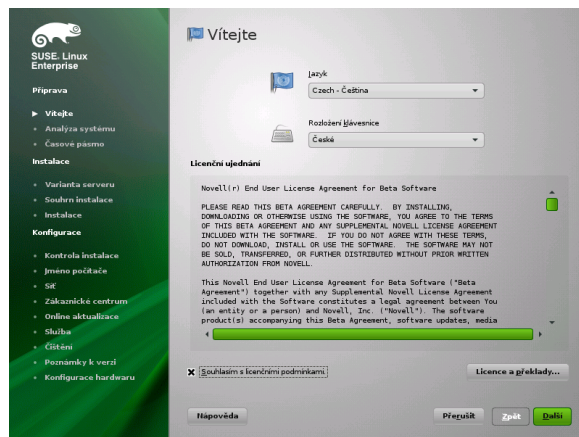 SUSE. Linux
Enterprise
Příprava
Vítejte
Analýza systému
Časové pásmo
Instalace
Varianta serveru
Souhrn instalace
Instalace
Konfigurace
Kontrola instalace
Jméno počítače
Síť
Zákaznické centrum
Online aktualizace
Služba
Čištění
Poznámky k verzi
Konfigurace hardwaru
Vítejte
Jazyk
Czech - Čeština
Rozložení klávesnice
České
Licenční ujednání
Novell(r) End User License Agreement for Beta Software
PLEASE READ THIS BETA AGREEMENT CAREFULLY. BY INSTALLING,
DOWNLOADING OR OTHERWISE USING THE SOFTWARE, YOU AGREE TO THE TERMS
OF THIS BETA AGREEMENT AND ANY SUPPLEMENTAL NOVELL LICENSE AGREEMENT
INCLUDED WITH THE SOFTWARE. IF YOU DO NOT AGREE WITH THESE TERMS,
DO NOT DOWNLOAD, INSTALL OR USE THE SOFTWARE. THE SOFTWARE MAY NOT
BE SOLD, TRANSFERRED, OR FURTHER DISTRIBUTED WITHOUT PRIOR WRITTEN
AUTHORIZATION FROM NOVELL.
This Novell End User License Agreement for Beta Software ("Beta
Agreement") together with any Supplemental Novell License Agreement
included with the Software constitutes a legal agreement between You
(an entity or a person) and Novell, Inc. ("Novell"). The software
product(s) accompanying this Beta Agreement, software updates, media
Souhlasím s licenčními podmínkami.
Licence a překlady...
Nápověda
Přerušit
Zpět
Další